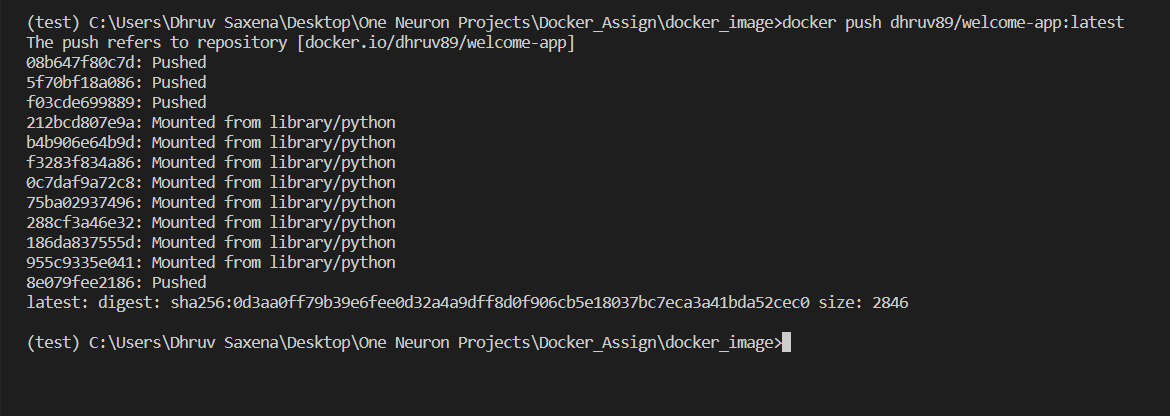 (test) C:\Users\Dhruv Saxena\Desktop\One Neuron Projects\Docker_Assign\docker_image>docker push dhruv89/welcome-app:latest
The push refers to repository [docker.io/dhruv89/welcome-app]
08b647f80c7d: Pushed
5f70bf18a086: Pushed
f03cde699889: Pushed
212bcd807e9a: Mounted from library/python
b4b906e64b9d: Mounted from library/python
f3283f834a86: Mounted from library/python
0c7daf9a72c8: Mounted from library/python
75ba02937496: Mounted from library/python
288cf3a46e32: Mounted from library/python
186da837555d: Mounted from library/python
955c9335e041: Mounted from library/python
8e079fee2186: Pushed
latest: digest: sha256:0d3aa0ff79b39e6fee0d32a4a9dff8d0f906cb5e18037bc7eca3a41bda52cec0 size: 2846
(test) C:\Users\Dhruv Saxena\Desktop\One Neuron Projects\Docker_Assign\docker_image>